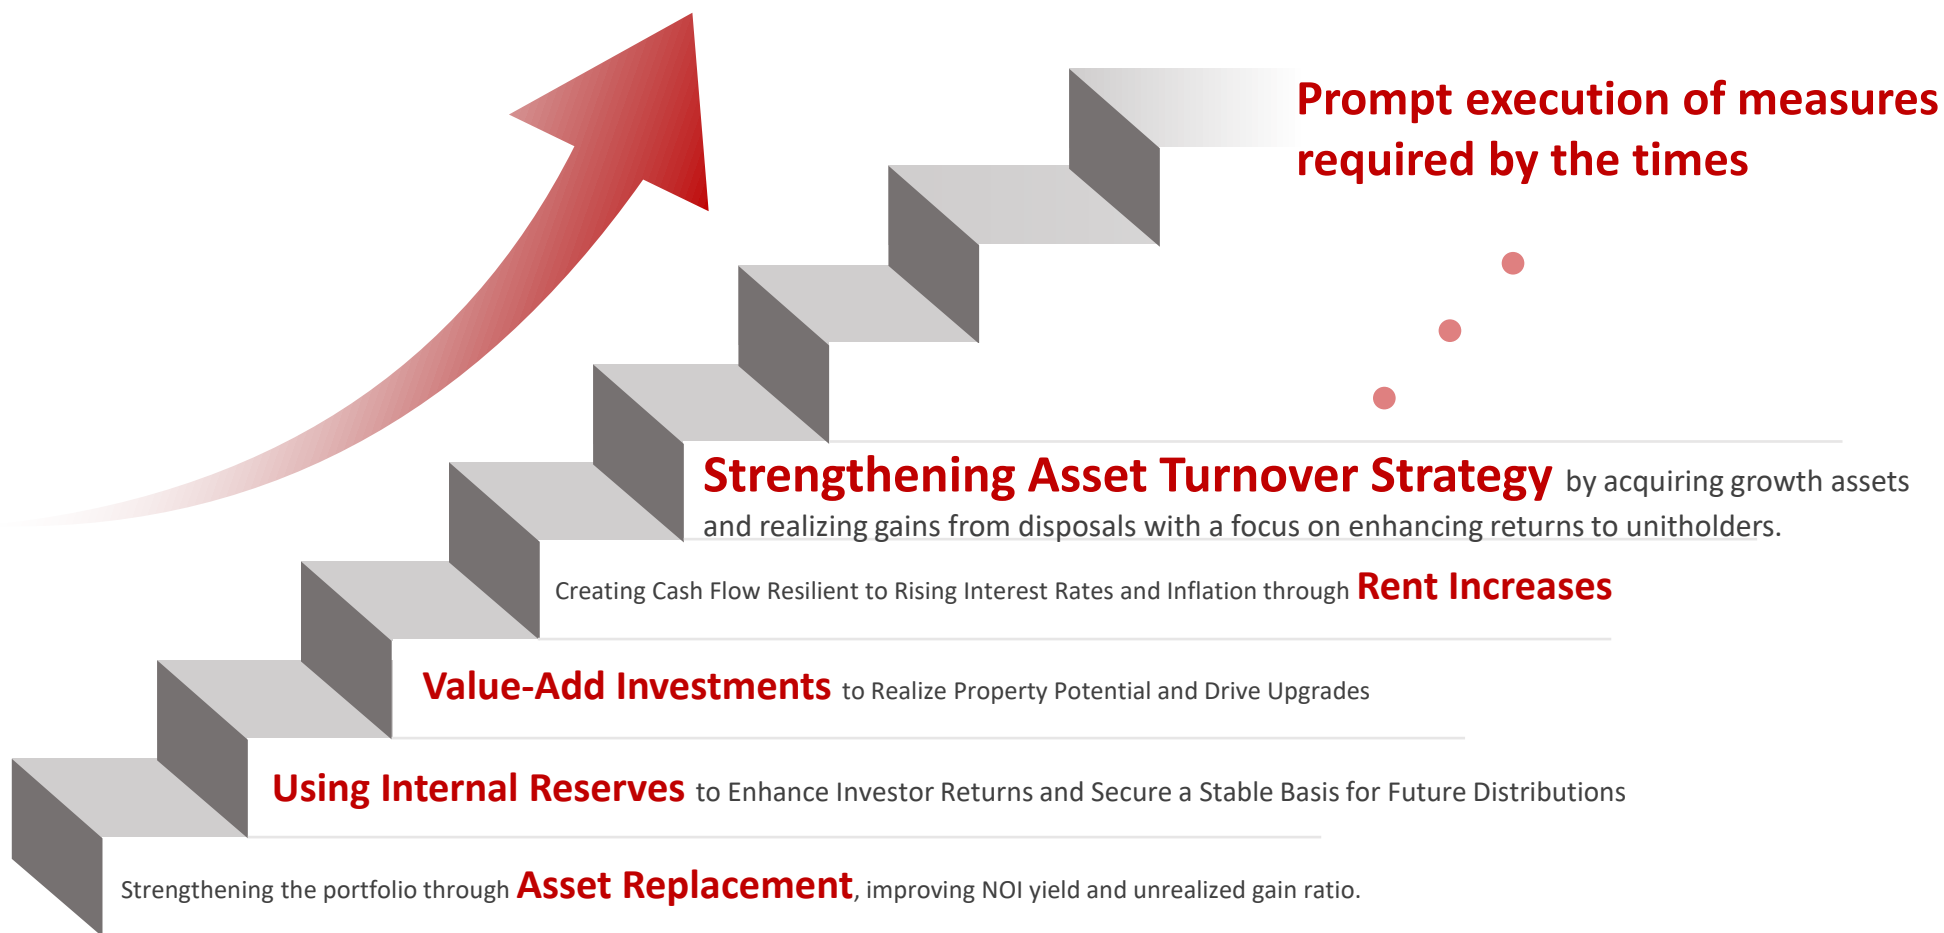 Prompt execution of measures
required by the times
Strengthening Asset Turnover Strategy by acquiring growth assets
and realizing gains from disposals with a focus on enhancing returns to unitholders.
Creating Cash Flow Resilient to Rising Interest Rates and Inflation through Rent Increases
Value-Add Investments to Realize Property Potential and Drive Upgrades
Using Internal Reserves to Enhance Investor Returns and Secure a Stable Basis for Future Distributions
Strengthening the portfolio through Asset Replacement, improving NOI yield and unrealized gain ratio.